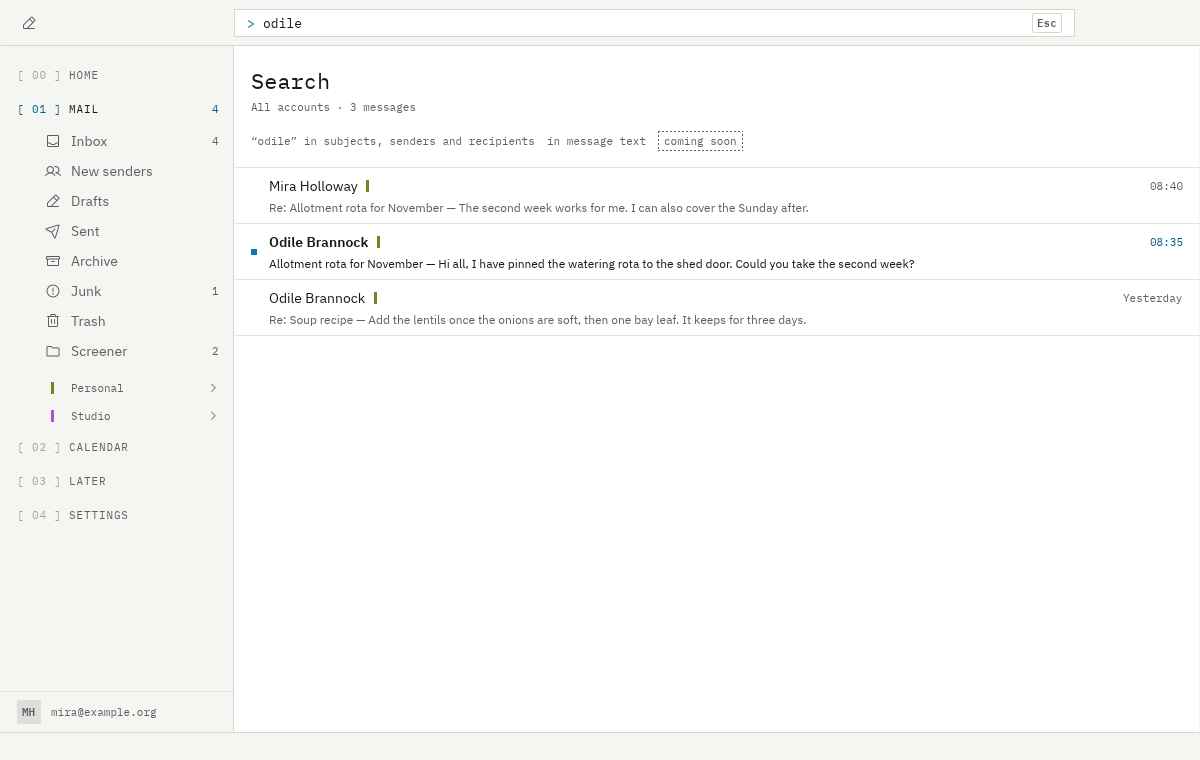 > odile Esc
[ 00 ] HOME
[ 01 ] MAIL 4
Inbox 4
New senders
Drafts
Sent
Archive
Junk 1
Trash
Screener 2
Personal
Studio
[ 02 ] CALENDAR
[ 03 ] LATER
[ 04 ] SETTINGS
MH mira@example.org
Search
All accounts · 3 messages
“odile” in subjects, senders and recipients in message text coming soon
Mira Holloway 08:40
Re: Allotment rota for November — The second week works for me. I can also cover the Sunday after.
Odile Brannock 08:35
Allotment rota for November — Hi all, I have pinned the watering rota to the shed door. Could you take the second week?
Odile Brannock Yesterday
Re: Soup recipe — Add the lentils once the onions are soft, then one bay leaf. It keeps for three days.